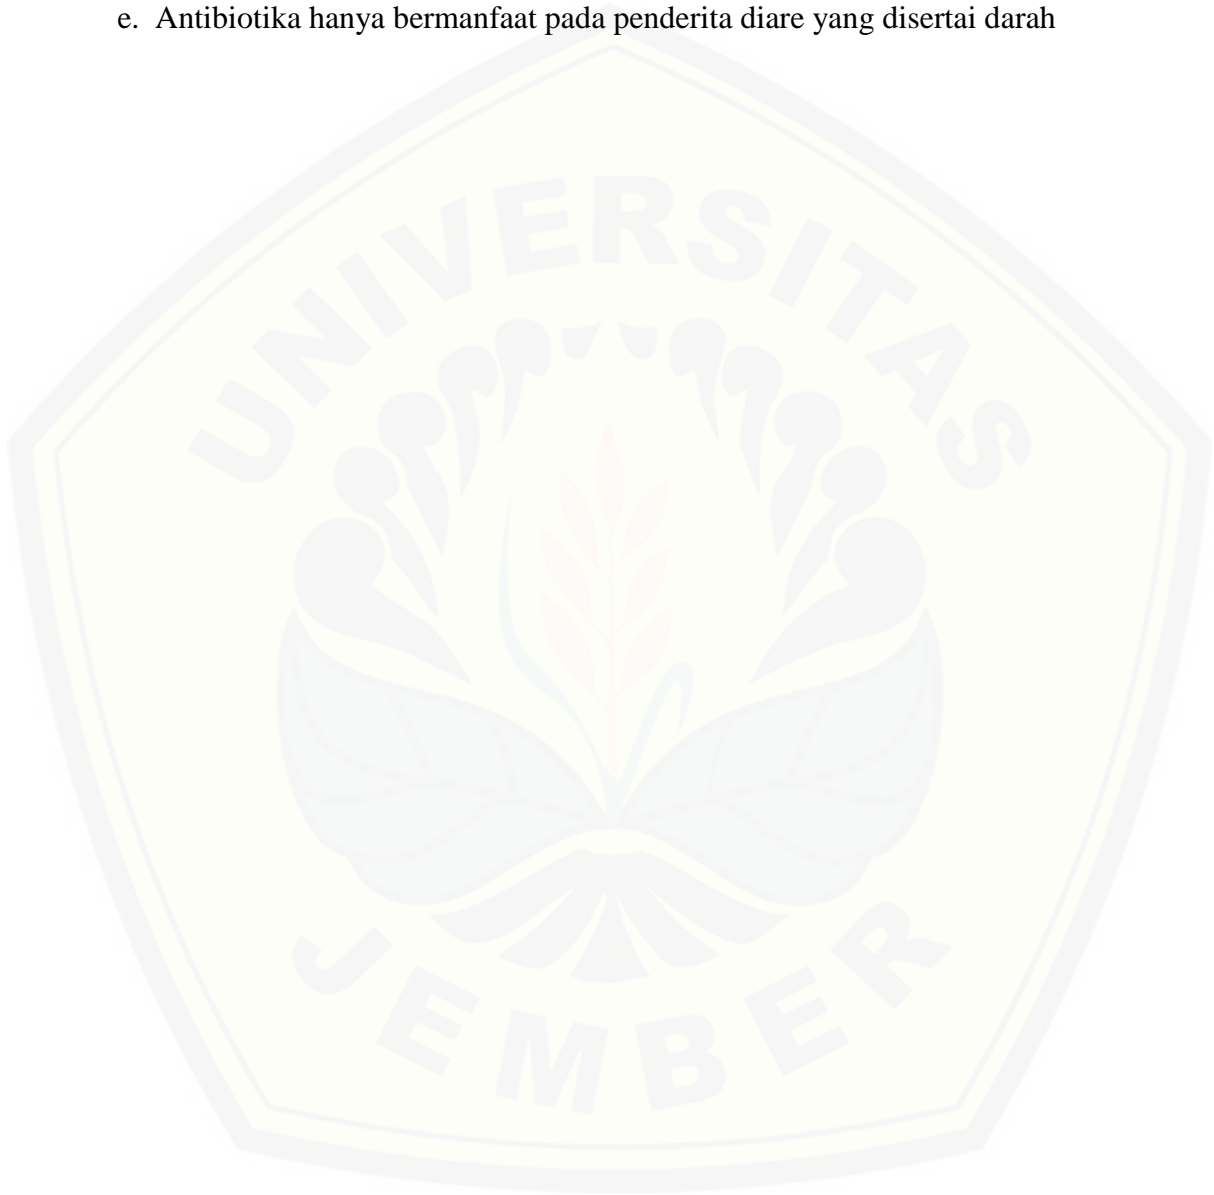 e. Antibiotika hanya bermanfaat pada penderita diare yang disertai darah
UNIVERSITAS
JEMBER